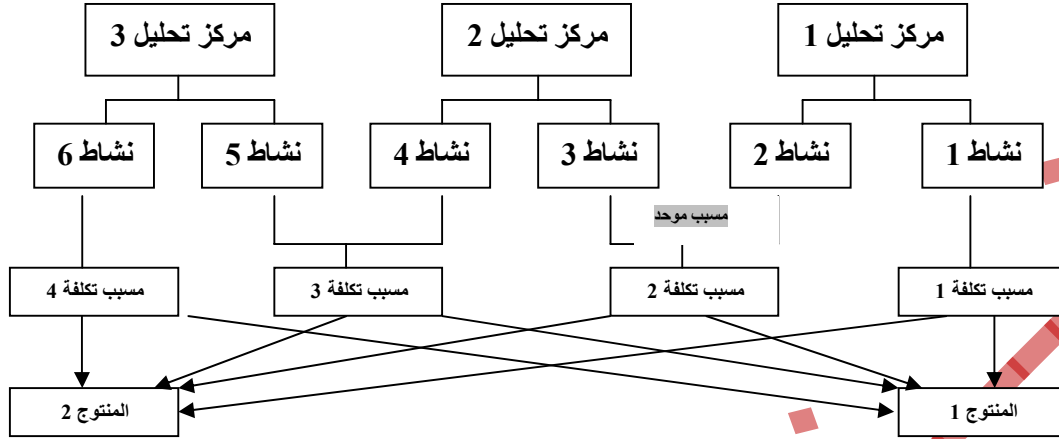 مركز تحليل 1
مركز تحليل 2
مركز تحليل 3
نشاط 1
نشاط 2
نشاط 3
نشاط 4
نشاط 5
نشاط 6
مسبب موحد
مسبب تكلفة 1
مسبب تكلفة 2
مسبب تكلفة 3
مسبب تكلفة 4
المنتوج 1
المنتوج 2